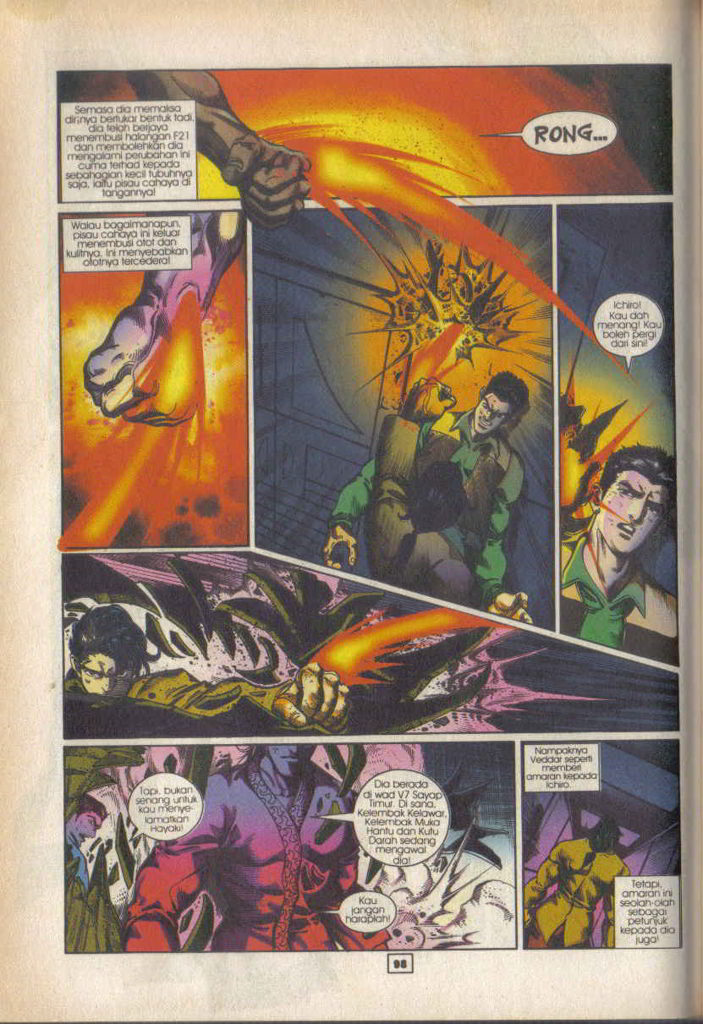 Semasa dia memaksa
dirinya bertukar bentuk tadi,
dia telah berjaya
menembusi halangan F21
dan membolehkan dia
mengalami perubahan ini
cuma terhad kepada
sebahagian kecil tubuhnya
saja, iaitu pisau cahaya di
tangannya!
RONG...
Walau bagaimanapun,
pisau cahaya ini keluar
menembusi otot dan
kulitnya. Ini menyebabkan
ototnya tercedera!
Ichiro!
Kau dah
menang! Kau
boleh pergi
dari sini!
Tapi, bukan
senang untuk
kau menye-
lamatkan
Hayaki!
Dia berada
di wad V7 Sayap
Timur. Di sana,
Kelembak Kelawar,
Kelembak Muka
Hantu dan Kutu
Darah sedang
mengawal
dia!
Kau
jangan
haraplah!
Nampaknya
Veddar seperti
memberi
amaran kepada
Ichiro.
Tetapi,
amaran ini
seolah-olah
sebagai
petunjuk
kepada dia
juga!
98